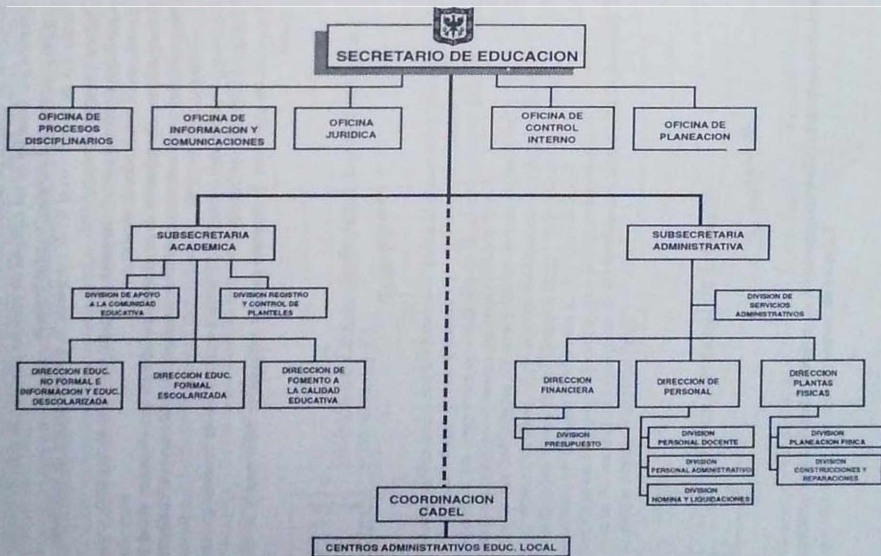 SECRETARIO DE EDUCACION
OFICINA DE
PROCESOS
DISCIPLINARIOS
OFICINA DE
INFORMACION Y
COMUNICACIONES
OFICINA
JURIDICA
OFICINA DE
CONTROL
INTERNO
OFICINA DE
PLANEACION
SUBSECRETARIA
ACADEMICA
SUBSECRETARIA
ADMINISTRATIVA
DIVISION DE APOYO
A LA COMUNIDAD
EDUCATIVA
DIVISION REGISTRO
Y CONTROL DE
PLANTELES
DIVISION DE
SERVICIOS
ADMINISTRATIVOS
DIRECCION EDUC.
NO FORMAL E
INFORMACION Y EDUC.
DESCOLARIZADA
DIRECCION EDUC.
FORMAL
ESCOLARIZADA
DIRECCION DE
FOMENTO A
LA CALIDAD
EDUCATIVA
DIRECCION
FINANCIERA
DIRECCION DE
PERSONAL
DIRECCION
PLANTAS
FISICAS
DIVISION
PRESUPUESTO
DIVISION
PERSONAL DOCENTE
DIVISION
PERSONAL ADMINISTRATIVO
DIVISION
NOMINA Y LIQUIDACIONES
DIVISION
PLANEACION FISICA
DIVISION
CONSTRUCCIONES Y
REPARACIONES
COORDINACION
CADEL
CENTROS ADMINISTRATIVOS EDUC. LOCAL